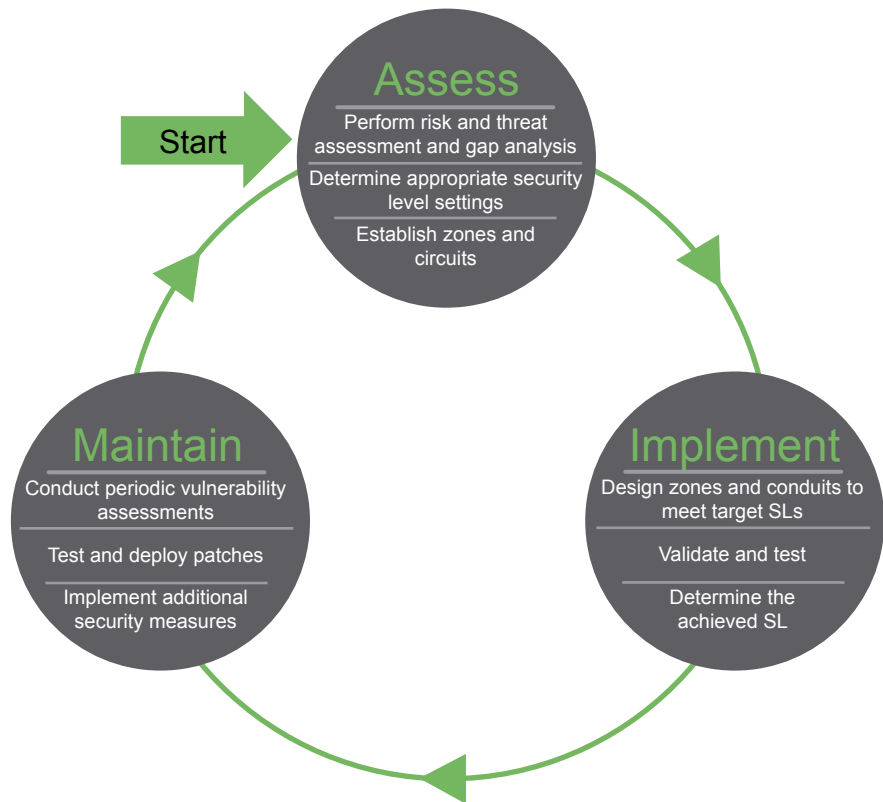 Start
Assess
Perform risk and threat
assessment and gap analysis
Determine appropriate security
level settings
Establish zones and
circuits
Implement
Design zones and conduits to
meet target SLs
Validate and test
Determine the
achieved SL
Maintain
Conduct periodic vulnerability
assessments
Test and deploy patches
Implement additional
security measures